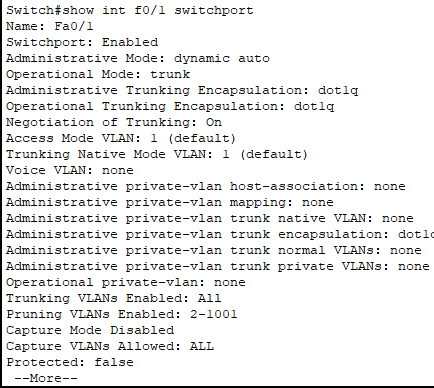 Switch#show int f0/1 switchport
Name: Fa0/1
Switchport: Enabled
Administrative Mode: dynamic auto
Operational Mode: trunk
Administrative Trunking Encapsulation: dot1q
Operational Trunking Encapsulation: dot1q
Negotiation of Trunking: On
Access Mode VLAN: 1 (default)
Trunking Native Mode VLAN: 1 (default)
Voice VLAN: none
Administrative private-vlan host-association: none
Administrative private-vlan mapping: none
Administrative private-vlan trunk native VLAN: none
Administrative private-vlan trunk encapsulation: dot1
Administrative private-vlan trunk normal VLANs: none
Administrative private-vlan trunk private VLANs: none
Operational private-vlan: none
Trunking VLANs Enabled: All
Pruning VLANs Enabled: 2-1001
Capture Mode Disabled
Capture VLANs Allowed: ALL
Protected: false
--More--